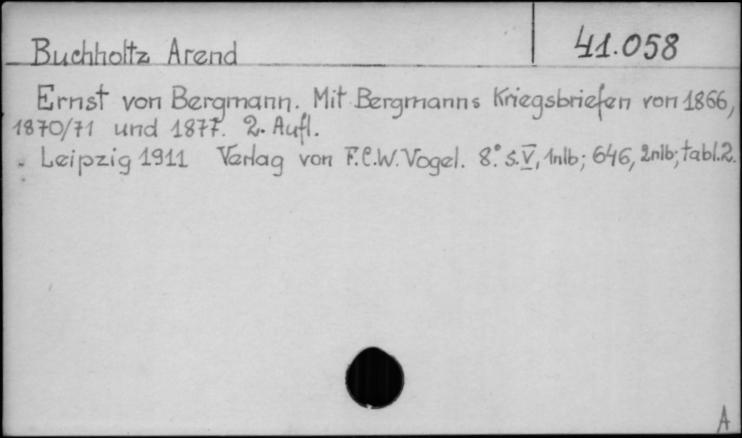 Buchholtz Arend
41.058
Ernst von Bergmann. Mit Bergmanns Kriegsbriefen von 1866,
1870/71 und 1877. 2. Aufl.
Leipzig 1911 Verlag von F.C.W. Vogel. 8° s. V, 1nlb; 646, 2nlb; tabl. 2.
A